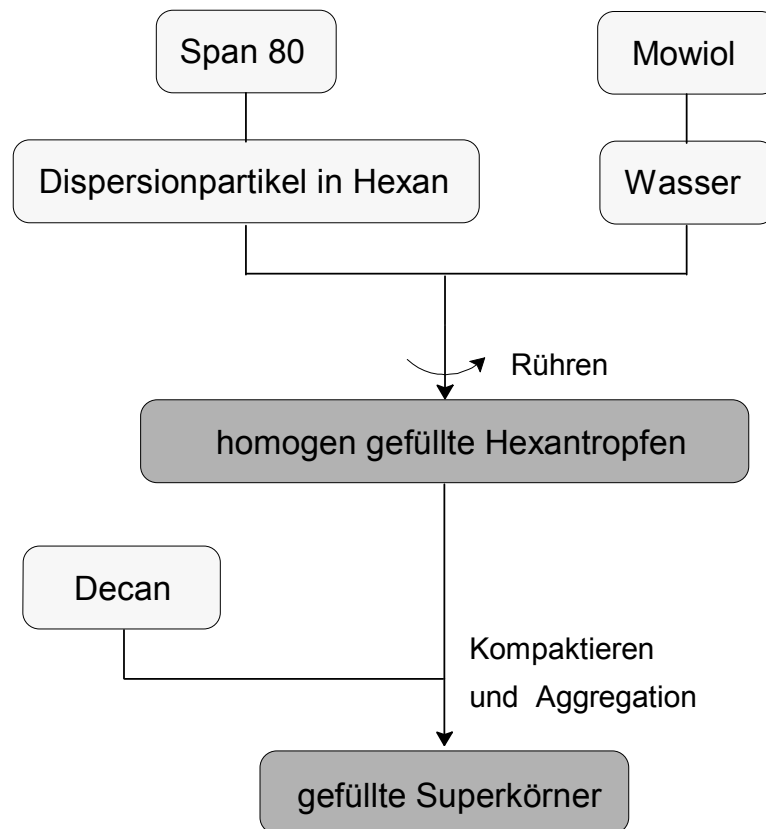 Span 80
Mowiol
Dispersionpartikel in Hexan
Wasser
Rühren
homogen gefüllte Hexantropfen
Decan
Kompaktieren
und Aggregation
gefüllte Superkörner